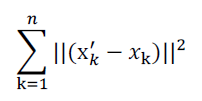 n
∑ ||(x′ₖ − xₖ)||²
k=1